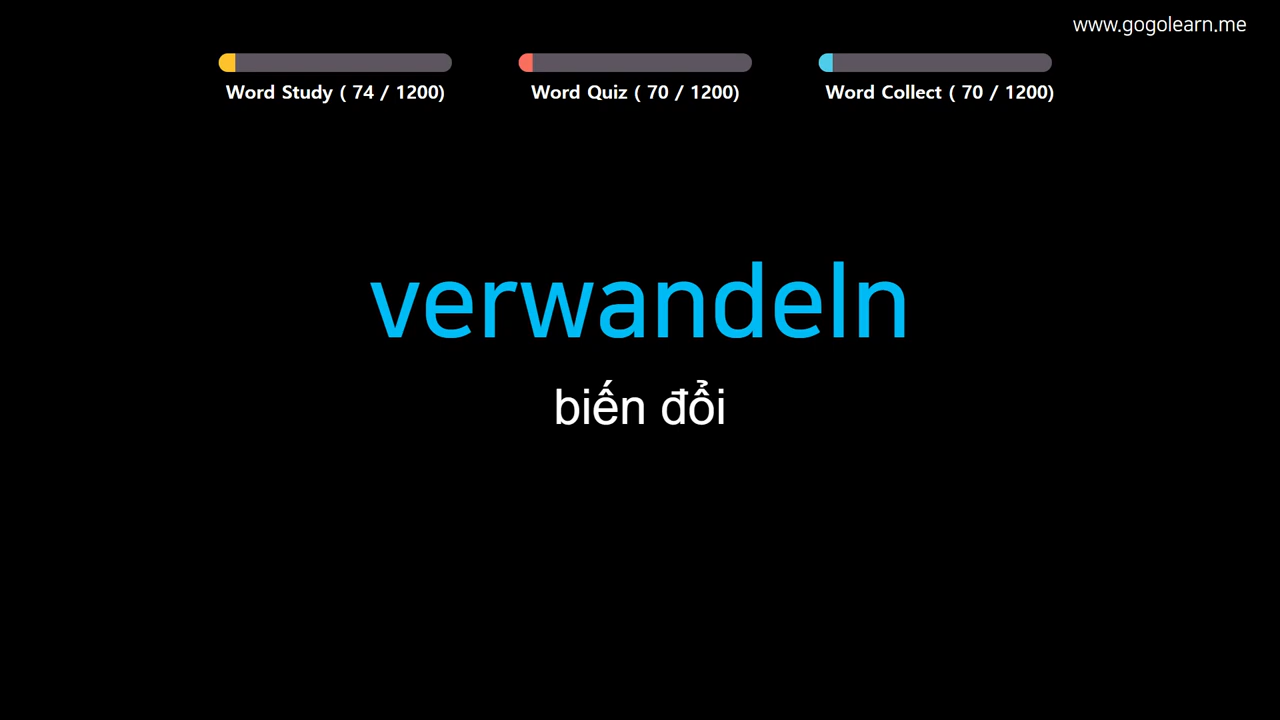 www.gogolearn.me
Word Study ( 74 / 1200)
Word Quiz ( 70 / 1200)
Word Collect ( 70 / 1200)
verwandeln
biến đổi